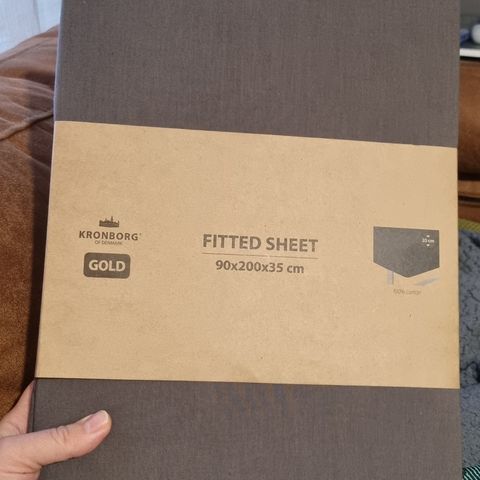 KRONBORG®
OF DENMARK
GOLD
FITTED SHEET
90x200x35 cm
35 cm
100% Cotton